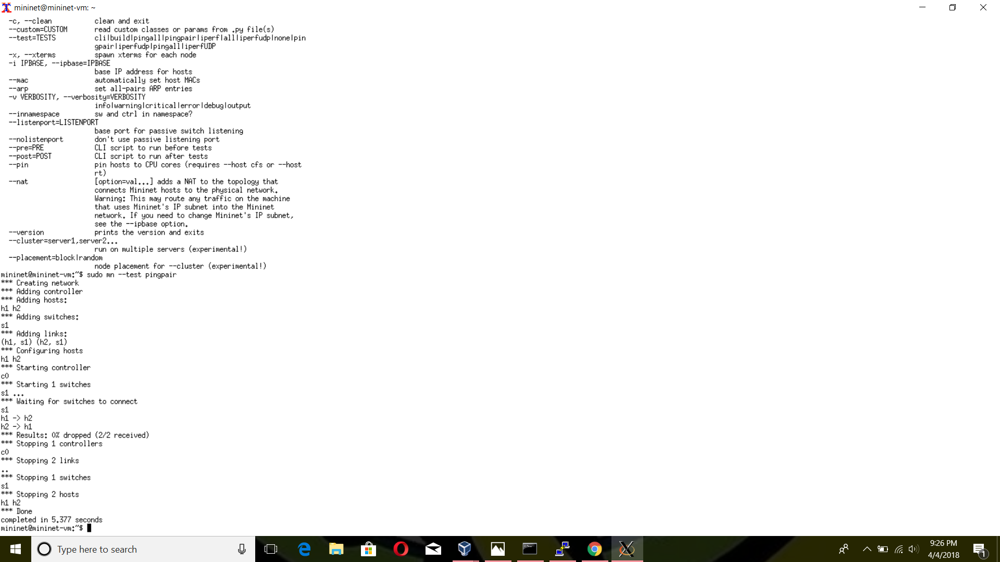 mininet@mininet-vm: ~
-c, --clean clean and exit
--custom=CUSTOM read custom classes or params from .py file(s)
--test=TESTS cli|build|pingall|pingpair|iperf|all|iperfudp|none|pin
gpair|iperfudp|pingall|iperfUDP
-x, --xterms spawn xterms for each node
-i IPBASE, --ipbase=IPBASE
base IP address for hosts
--mac automatically set host MACs
--arp set all-pairs ARP entries
-v VERBOSITY, --verbosity=VERBOSITY
info|warning|critical|error|debug|output
--innamespace sw and ctrl in namespace?
--listenport=LISTENPORT
base port for passive switch listening
--nolistenport don't use passive listening port
--pre=PRE CLI script to run before tests
--post=POST CLI script to run after tests
--pin pin hosts to CPU cores (requires --host cfs or --host
rt)
--nat [option=val...] adds a NAT to the topology that
connects Mininet hosts to the physical network.
Warning: This may route any traffic on the machine
that uses Mininet's IP subnet into the Mininet
network. If you need to change Mininet's IP subnet,
see the --ipbase option.
--version prints the version and exits
--cluster=server1,server2...
run on multiple servers (experimental!)
--placement=block|random
node placement for --cluster (experimental!)
mininet@mininet-vm:~$ sudo mn --test pingpair
*** Creating network
*** Adding controller
*** Adding hosts:
h1 h2
*** Adding switches:
s1
*** Adding links:
(h1, s1) (h2, s1)
*** Configuring hosts
h1 h2
*** Starting controller
c0
*** Starting 1 switches
s1 ...
*** Waiting for switches to connect
s1
h1 -> h2
h2 -> h1
*** Results: 0% dropped (2/2 received)
*** Stopping 1 controllers
c0
*** Stopping 2 links
..
*** Stopping 1 switches
s1
*** Stopping 2 hosts
h1 h2
*** Done
completed in 5.377 seconds
mininet@mininet-vm:~$
Type here to search
9:26 PM
4/4/2018
1